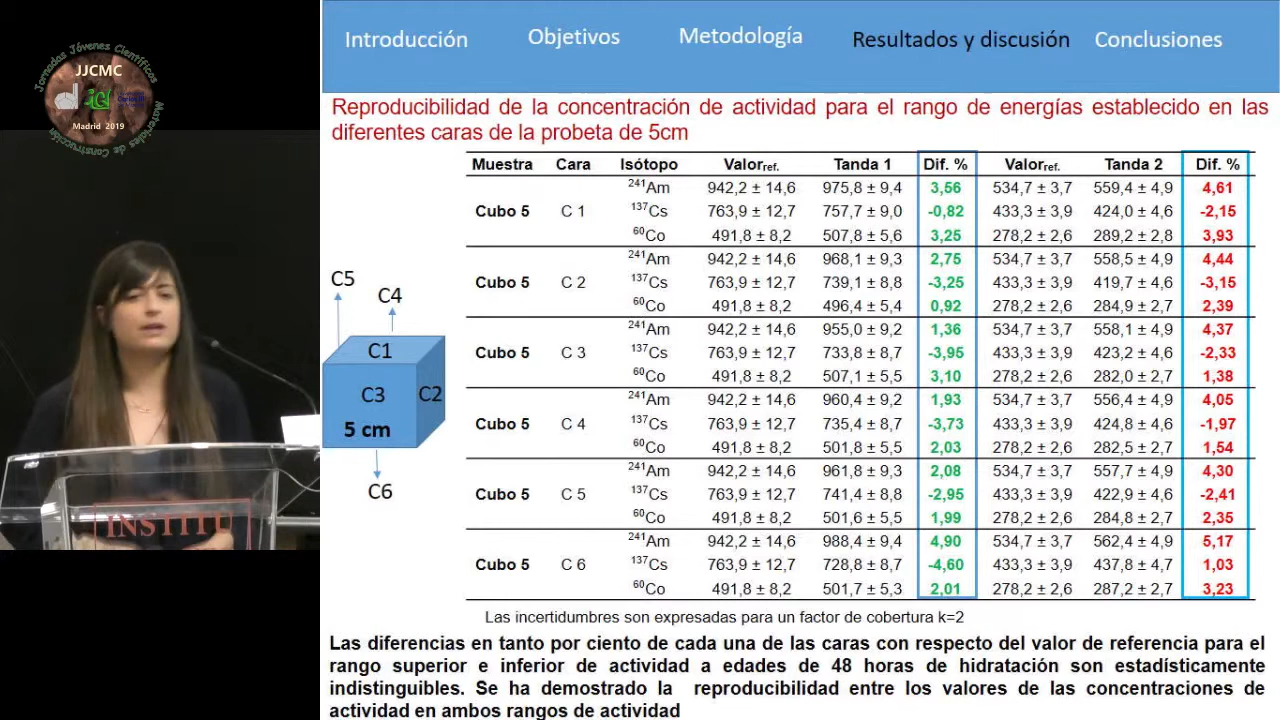 Jornadas Jóvenes Científicos
JJCMC
Madrid 2019
Materiales de Construcción
INSTITU
Introducción Objetivos Metodología Resultados y discusión Conclusiones
Reproducibilidad de la concentración de actividad para el rango de energías establecido en las
diferentes caras de la probeta de 5cm
C5
C4
C1
C3
C2
5 cm
C6
Muestra Cara Isótopo Valorref. Tanda 1 Dif. % Valorref. Tanda 2 Dif. %
241Am 942,2 ± 14,6 975,8 ± 9,4 3,56 534,7 ± 3,7 559,4 ± 4,9 4,61
Cubo 5 C 1 137Cs 763,9 ± 12,7 757,7 ± 9,0 -0,82 433,3 ± 3,9 424,0 ± 4,6 -2,15
60Co 491,8 ± 8,2 507,8 ± 5,6 3,25 278,2 ± 2,6 289,2 ± 2,8 3,93
241Am 942,2 ± 14,6 968,1 ± 9,3 2,75 534,7 ± 3,7 558,5 ± 4,9 4,44
Cubo 5 C 2 137Cs 763,9 ± 12,7 739,1 ± 8,8 -3,25 433,3 ± 3,9 419,7 ± 4,6 -3,15
60Co 491,8 ± 8,2 496,4 ± 5,4 0,92 278,2 ± 2,6 284,9 ± 2,7 2,39
241Am 942,2 ± 14,6 955,0 ± 9,2 1,36 534,7 ± 3,7 558,1 ± 4,9 4,37
Cubo 5 C 3 137Cs 763,9 ± 12,7 733,8 ± 8,7 -3,95 433,3 ± 3,9 423,2 ± 4,6 -2,33
60Co 491,8 ± 8,2 507,1 ± 5,5 3,10 278,2 ± 2,6 282,0 ± 2,7 1,38
241Am 942,2 ± 14,6 960,4 ± 9,2 1,93 534,7 ± 3,7 556,4 ± 4,9 4,05
Cubo 5 C 4 137Cs 763,9 ± 12,7 735,4 ± 8,7 -3,73 433,3 ± 3,9 424,8 ± 4,6 -1,97
60Co 491,8 ± 8,2 501,8 ± 5,5 2,03 278,2 ± 2,6 282,5 ± 2,7 1,54
241Am 942,2 ± 14,6 961,8 ± 9,3 2,08 534,7 ± 3,7 557,7 ± 4,9 4,30
Cubo 5 C 5 137Cs 763,9 ± 12,7 741,4 ± 8,8 -2,95 433,3 ± 3,9 422,9 ± 4,6 -2,41
60Co 491,8 ± 8,2 501,6 ± 5,5 1,99 278,2 ± 2,6 284,8 ± 2,7 2,35
241Am 942,2 ± 14,6 988,4 ± 9,4 4,90 534,7 ± 3,7 562,4 ± 4,9 5,17
Cubo 5 C 6 137Cs 763,9 ± 12,7 728,8 ± 8,7 -4,60 433,3 ± 3,9 437,8 ± 4,7 1,03
60Co 491,8 ± 8,2 501,7 ± 5,3 2,01 278,2 ± 2,6 287,2 ± 2,7 3,23
Las incertidumbres son expresadas para un factor de cobertura k=2
Las diferencias en tanto por ciento de cada una de las caras con respecto del valor de referencia para el
rango superior e inferior de actividad a edades de 48 horas de hidratación son estadísticamente
indistinguibles. Se ha demostrado la reproducibilidad entre los valores de las concentraciones de
actividad en ambos rangos de actividad